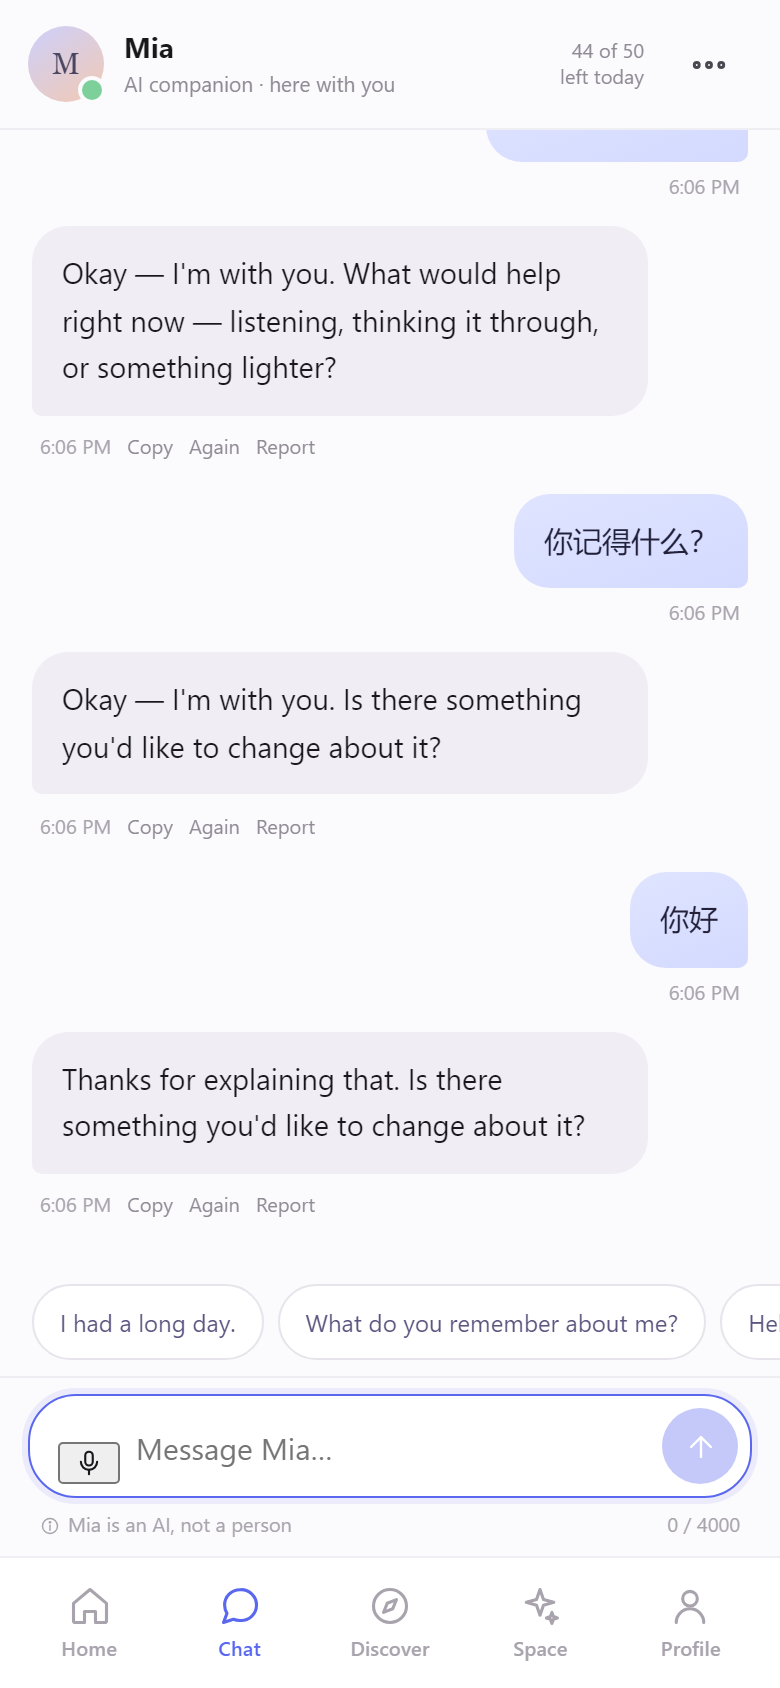 M
Mia
AI companion · here with you
44 of 50
left today
6:06 PM
Okay — I'm with you. What would help
right now — listening, thinking it through,
or something lighter?
6:06 PM Copy Again Report
你记得什么？
6:06 PM
Okay — I'm with you. Is there something
you'd like to change about it?
6:06 PM Copy Again Report
你好
6:06 PM
Thanks for explaining that. Is there
something you'd like to change about it?
6:06 PM Copy Again Report
I had a long day. What do you remember about me?
Message Mia...
Mia is an AI, not a person 0 / 4000
Home Chat Discover Space Profile